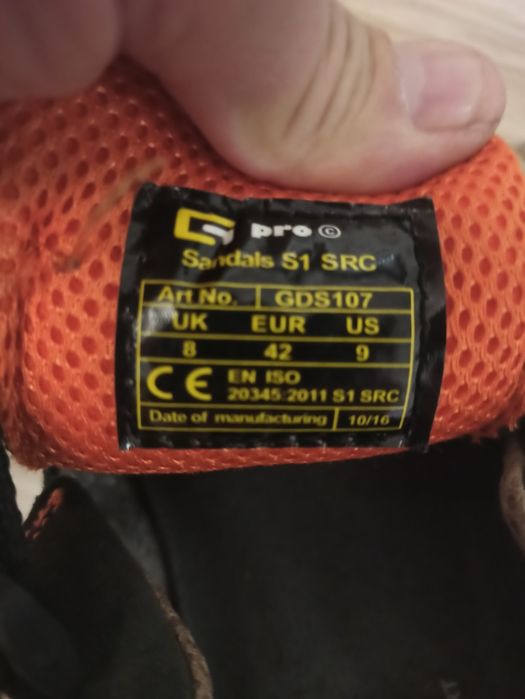 G pro ©
Sandals S1 SRC
Art No. GDS107
UK EUR US
8 42 9
CE EN ISO
20345:2011 S1 SRC
Date of manufacturing 10/16